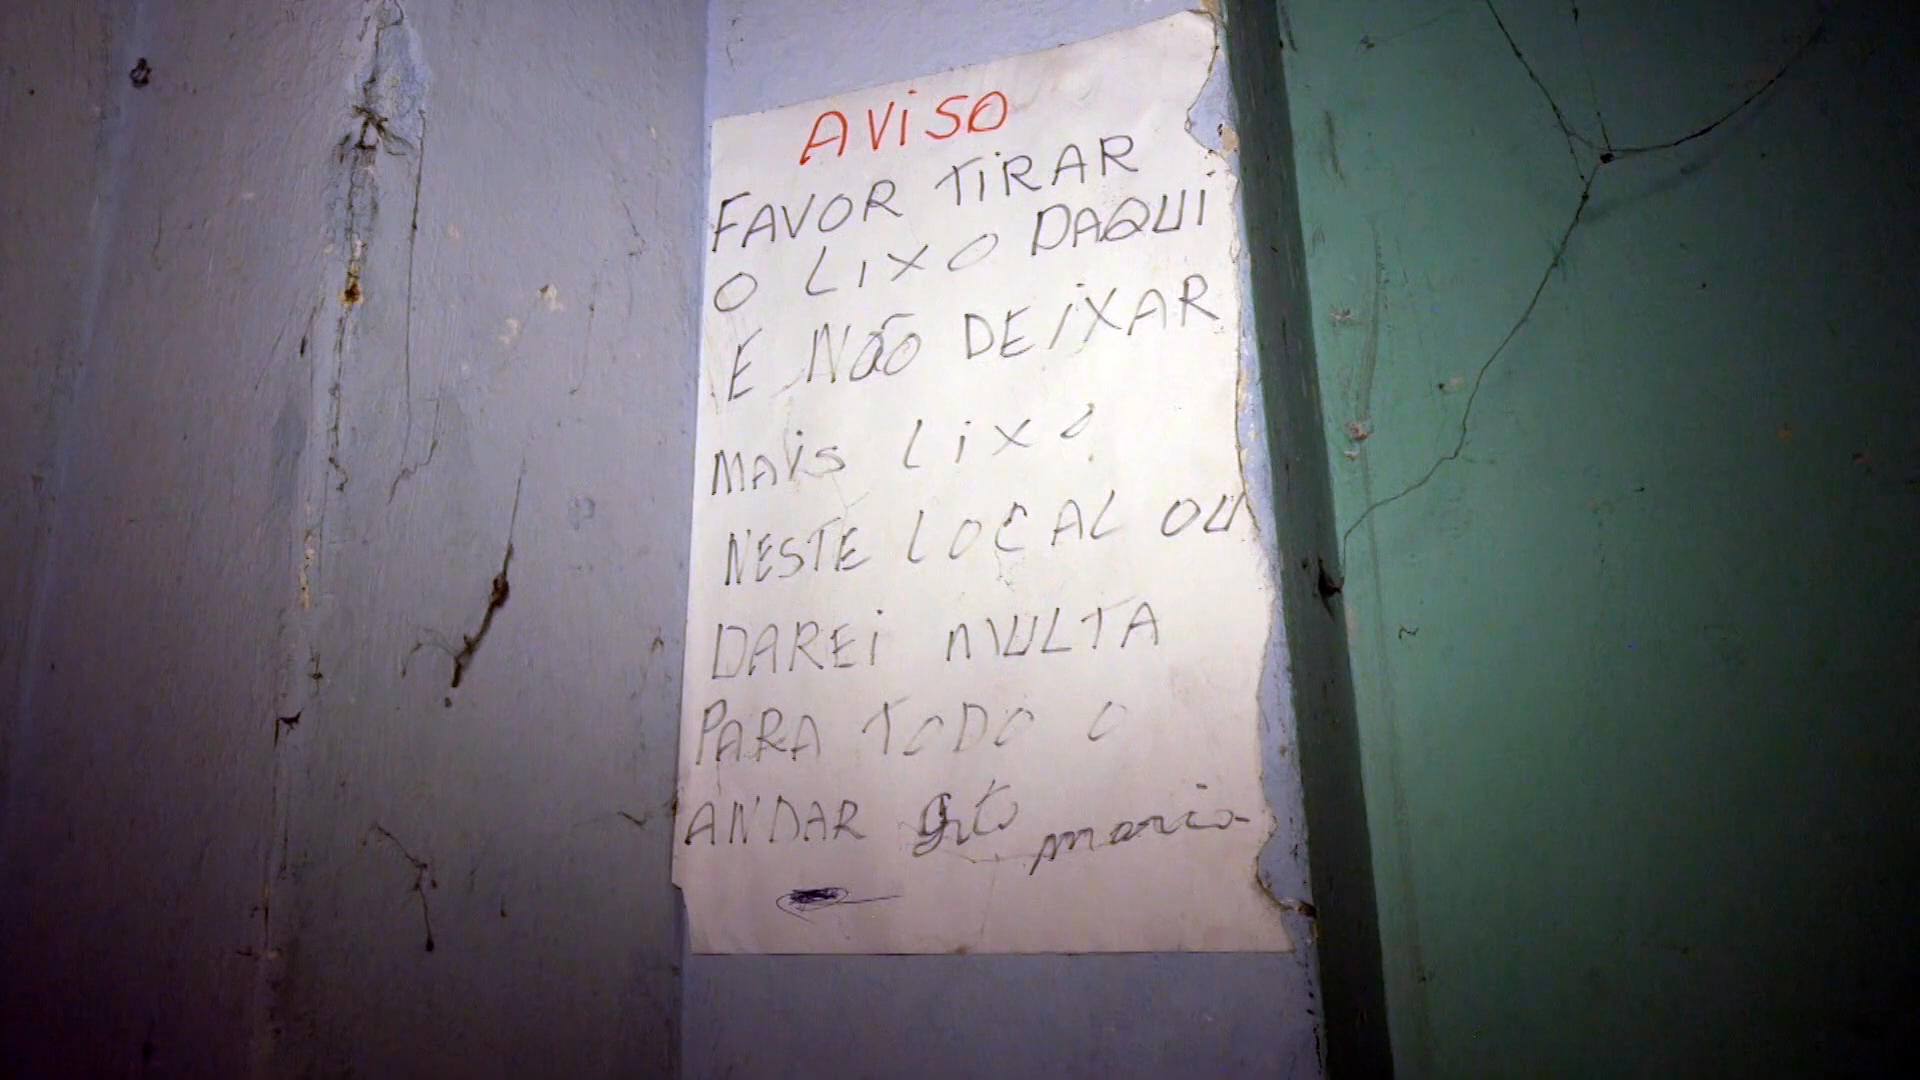 AViSO
FAVOR TiRAR
O LIXO DAQUi
E NãO DEiXAR
MAiS LiXO
NESTE LOCAL OU
DAREi MULTA
PARA TODO O
ANDAR